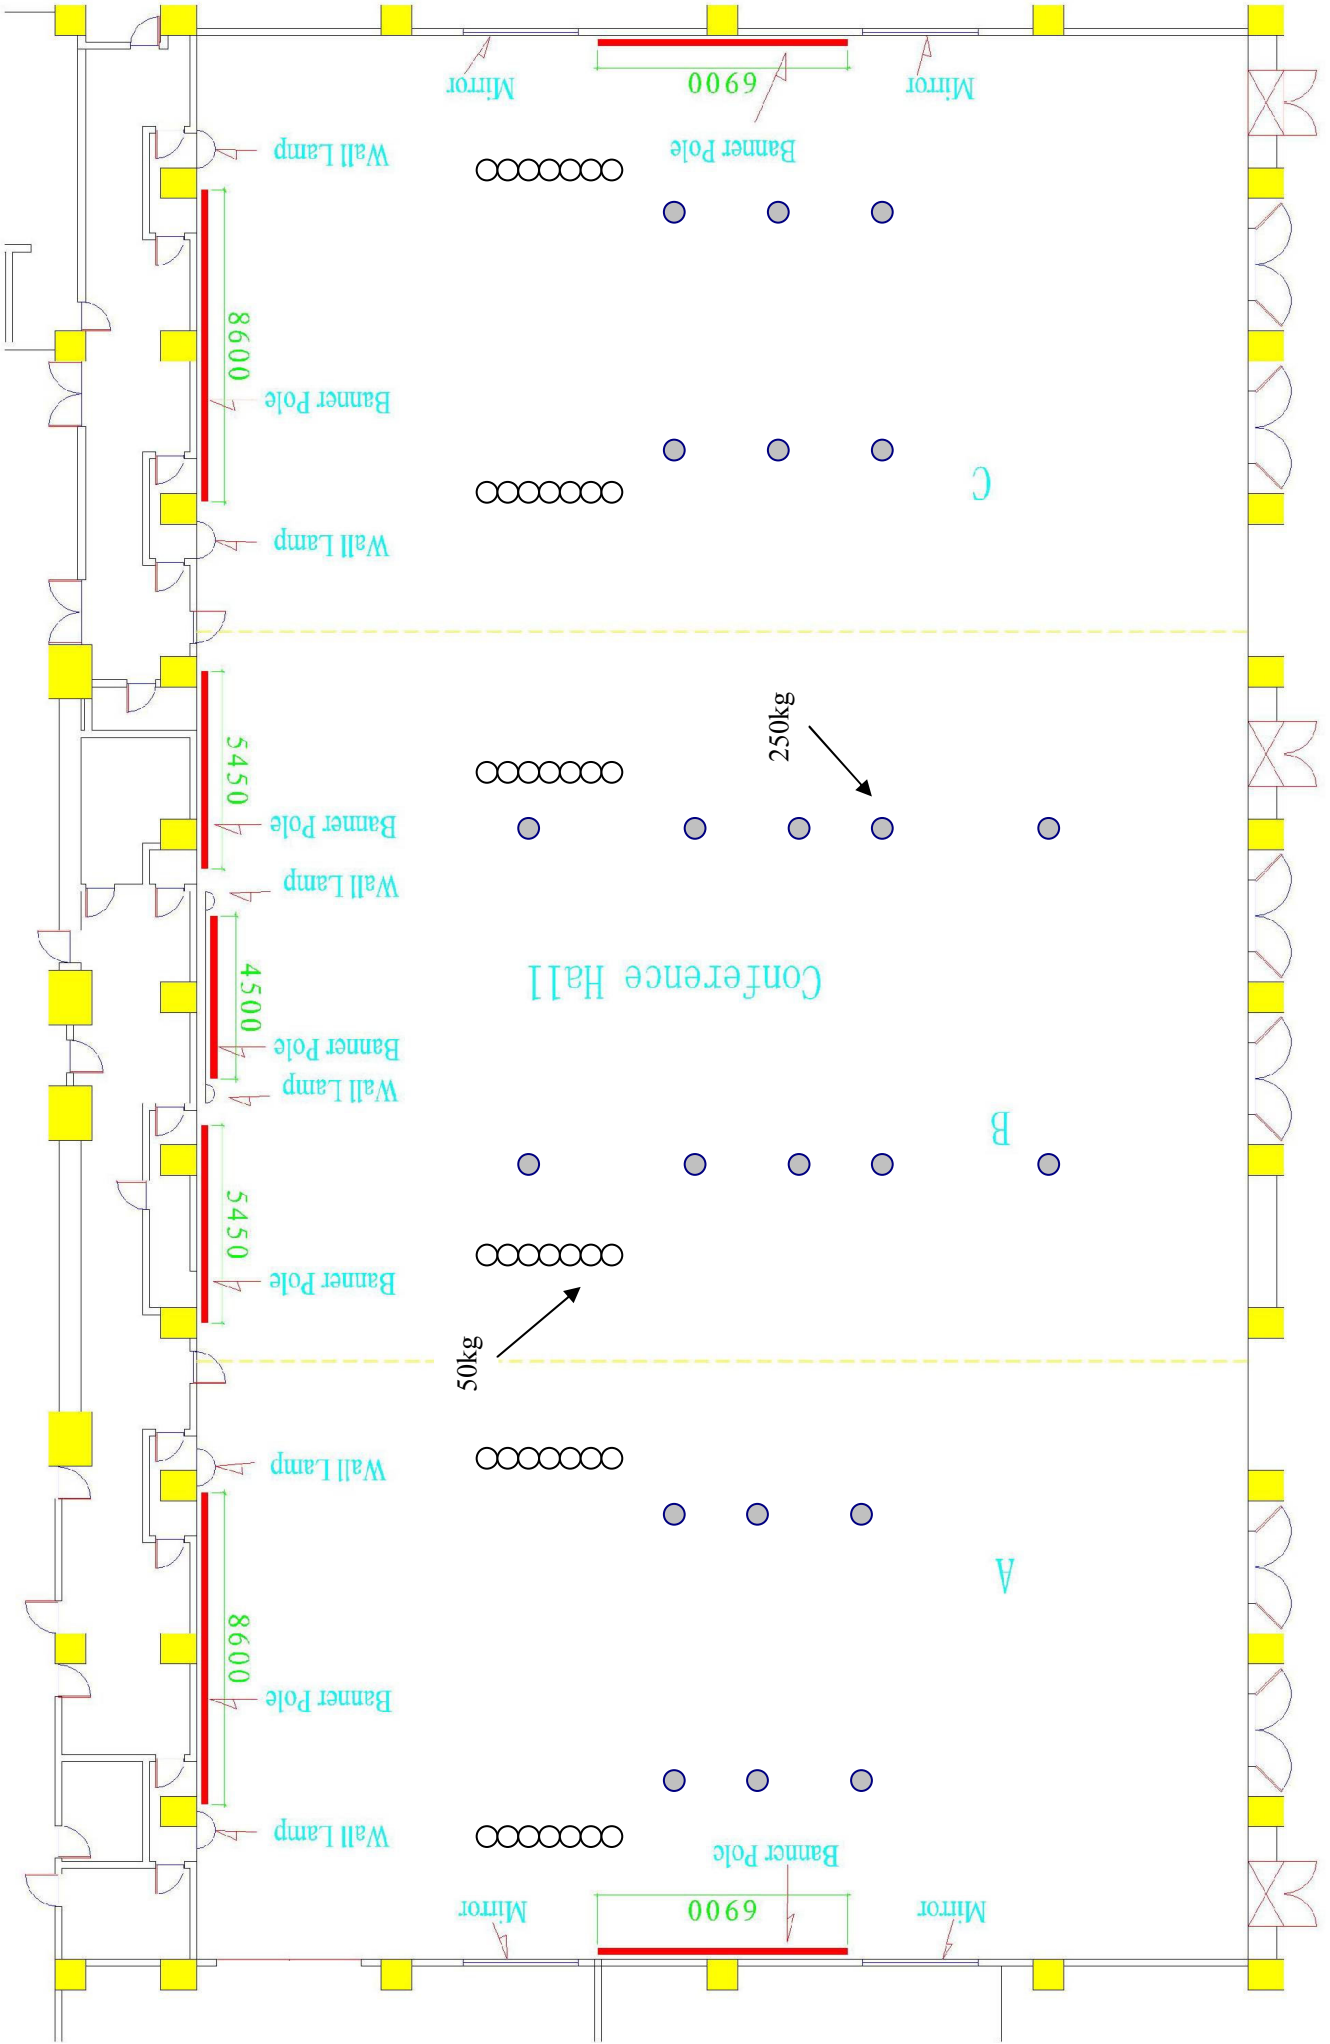 Mirror
6900
Mirror
Wall Lamp
Banner Pole
8600
Banner Pole
C
Wall Lamp
250kg
5450
Banner Pole
Wall Lamp
Conference Hall
4500
Banner Pole
Wall Lamp
B
5450
Banner Pole
50kg
Wall Lamp
A
8600
Banner Pole
Wall Lamp
Banner Pole
Mirror
6900
Mirror